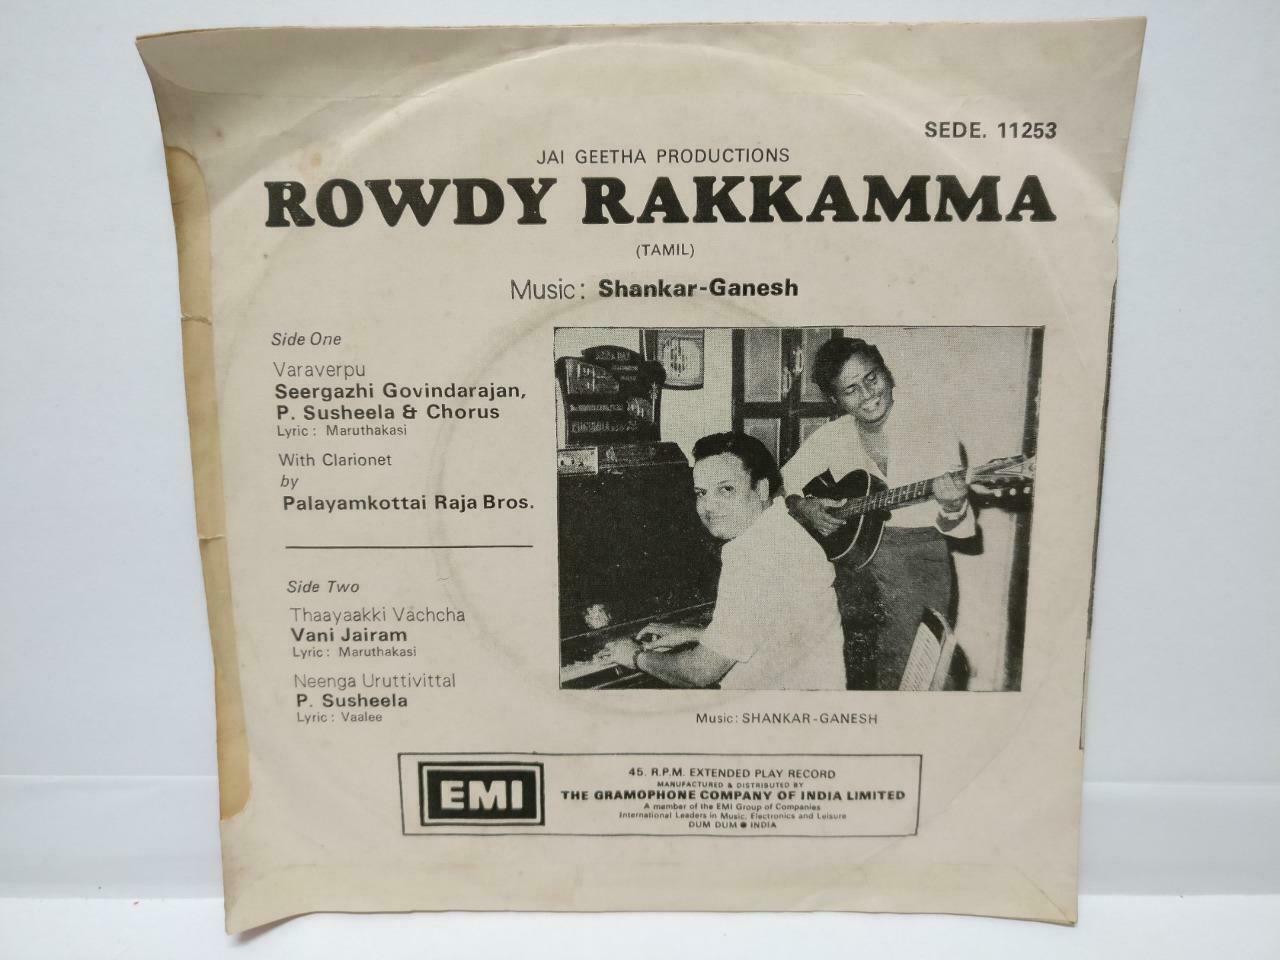 SEDE. 11253
JAI GEETHA PRODUCTIONS
ROWDY RAKKAMMA
(TAMIL)
Music: Shankar-Ganesh
Side One
Varaverpu
Seergazhi Govindarajan,
P. Susheela & Chorus
Lyric : Maruthakasi
With Clarionet
by
Palayamkottai Raja Bros.
Side Two
Thaayaakki Vachcha
Vani Jairam
Lyric : Maruthakasi
Neenga Uruttivittal
P. Susheela
Lyric : Vaalee
Music: SHANKAR-GANESH
EMI
45. R.P.M. EXTENDED PLAY RECORD
MANUFACTURED & DISTRIBUTED BY
THE GRAMOPHONE COMPANY OF INDIA LIMITED
A member of the EMI Group of Companies
International Leaders in Music, Electronics and Leisure
DUM DUM ● INDIA